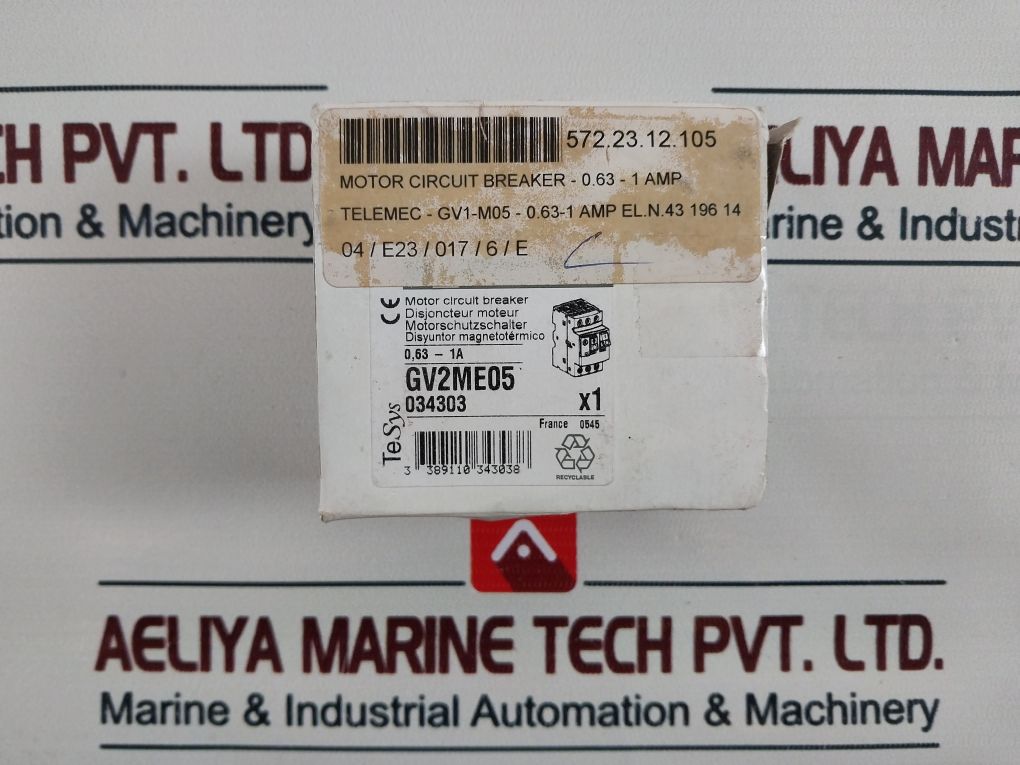 CH PVT. LTD
tion & Machinery
LIYA MAR
rine & Industri
572.23.12.105
MOTOR CIRCUIT BREAKER - 0.63 - 1 AMP
TELEMEC - GV1-M05 - 0.63-1 AMP EL.N.43 196 14
04 / E23 / 017 / 6 / E
CE
Motor circuit breaker
Disjoncteur moteur
Motorschutzschalter
Disyuntor magnetotérmico
0,63 - 1A
GV2ME05
034303
x1
TeSys
France 0545
3 389110 343038
RECYCLABLE
AELIYA MARINE TECH PVT. LTD.
Marine & Industrial Automation & Machinery